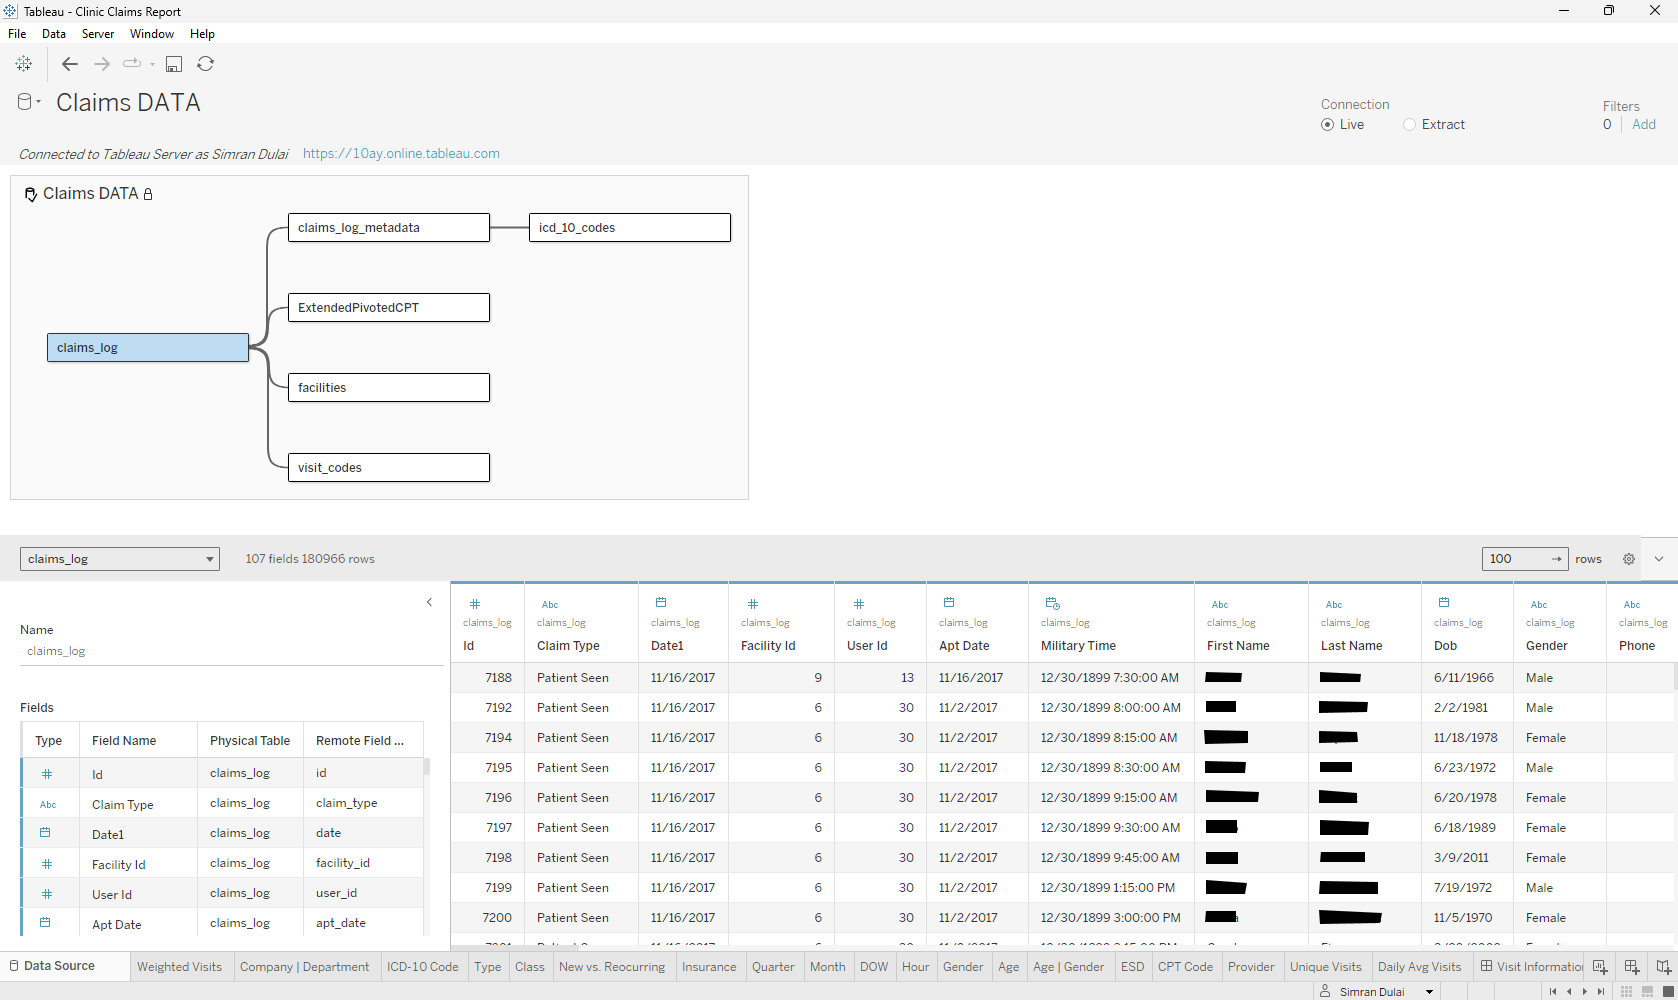 Tableau - Clinic Claims Report
File Data Server Window Help
Claims DATA
Connection
Live Extract
Filters
0 Add
Connected to Tableau Server as Simran Dulai https://10ay.online.tableau.com
Claims DATA
claims_log_metadata icd_10_codes
ExtendedPivotedCPT
claims_log
facilities
visit_codes
claims_log 107 fields 180966 rows 100 → rows
Name
claims_log
Fields
Type Field Name Physical Table Remote Field ...
# Id claims_log id
Abc Claim Type claims_log claim_type
Date1 claims_log date
# Facility Id claims_log facility_id
# User Id claims_log user_id
Apt Date claims_log apt_date
# Abc # # Abc Abc Abc Abc
claims_log claims_log claims_log claims_log claims_log claims_log claims_log claims_log claims_log claims_log claims_log claims_log
Id Claim Type Date1 Facility Id User Id Apt Date Military Time First Name Last Name Dob Gender Phone
7188 Patient Seen 11/16/2017 9 13 11/16/2017 12/30/1899 7:30:00 AM 6/11/1966 Male
7192 Patient Seen 11/16/2017 6 30 11/2/2017 12/30/1899 8:00:00 AM 2/2/1981 Male
7194 Patient Seen 11/16/2017 6 30 11/2/2017 12/30/1899 8:15:00 AM 11/18/1978 Female
7195 Patient Seen 11/16/2017 6 30 11/2/2017 12/30/1899 8:30:00 AM 6/23/1972 Male
7196 Patient Seen 11/16/2017 6 30 11/2/2017 12/30/1899 9:15:00 AM 6/20/1978 Female
7197 Patient Seen 11/16/2017 6 30 11/2/2017 12/30/1899 9:30:00 AM 6/18/1989 Female
7198 Patient Seen 11/16/2017 6 30 11/2/2017 12/30/1899 9:45:00 AM 3/9/2011 Female
7199 Patient Seen 11/16/2017 6 30 11/2/2017 12/30/1899 1:15:00 PM 7/19/1972 Male
7200 Patient Seen 11/16/2017 6 30 11/2/2017 12/30/1899 3:00:00 PM 11/5/1970 Female
Data Source Weighted Visits Company | Department ICD-10 Code Type Class New vs. Reocurring Insurance Quarter Month DOW Hour Gender Age Age | Gender ESD CPT Code Provider Unique Visits Daily Avg Visits Visit Informatio
Simran Dulai